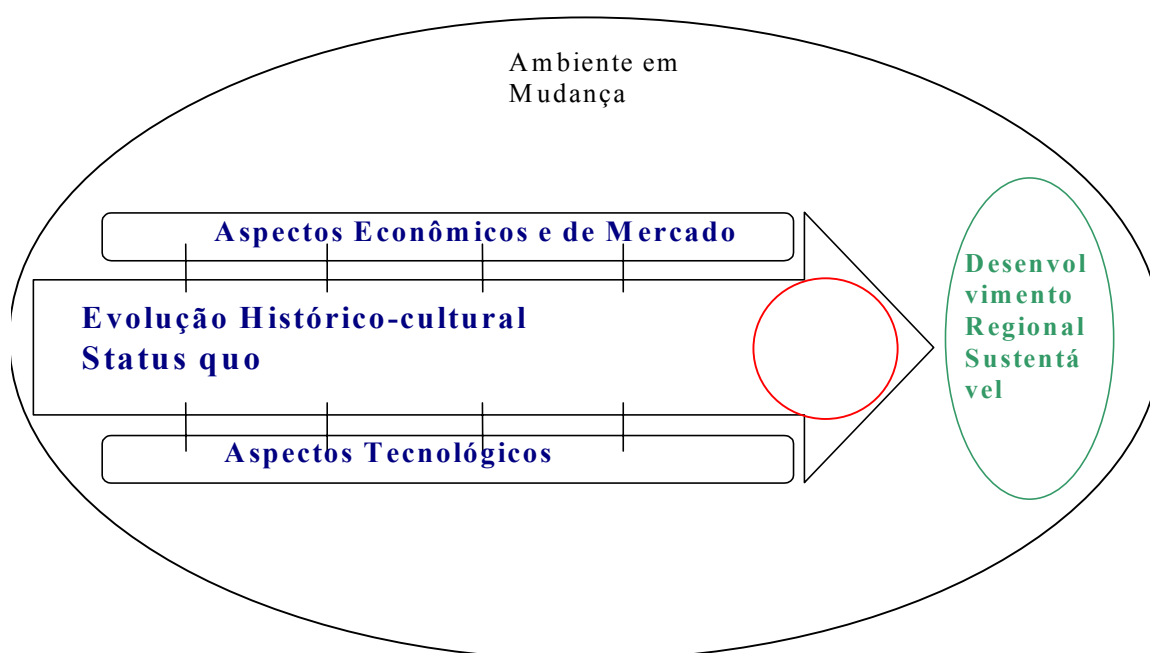 Ambiente em
Mudança
Aspectos Econômicos e de Mercado
Evolução Histórico-cultural
Status quo
Aspectos Tecnológicos
Desenvol
vimento
Regional
Sustentá
vel